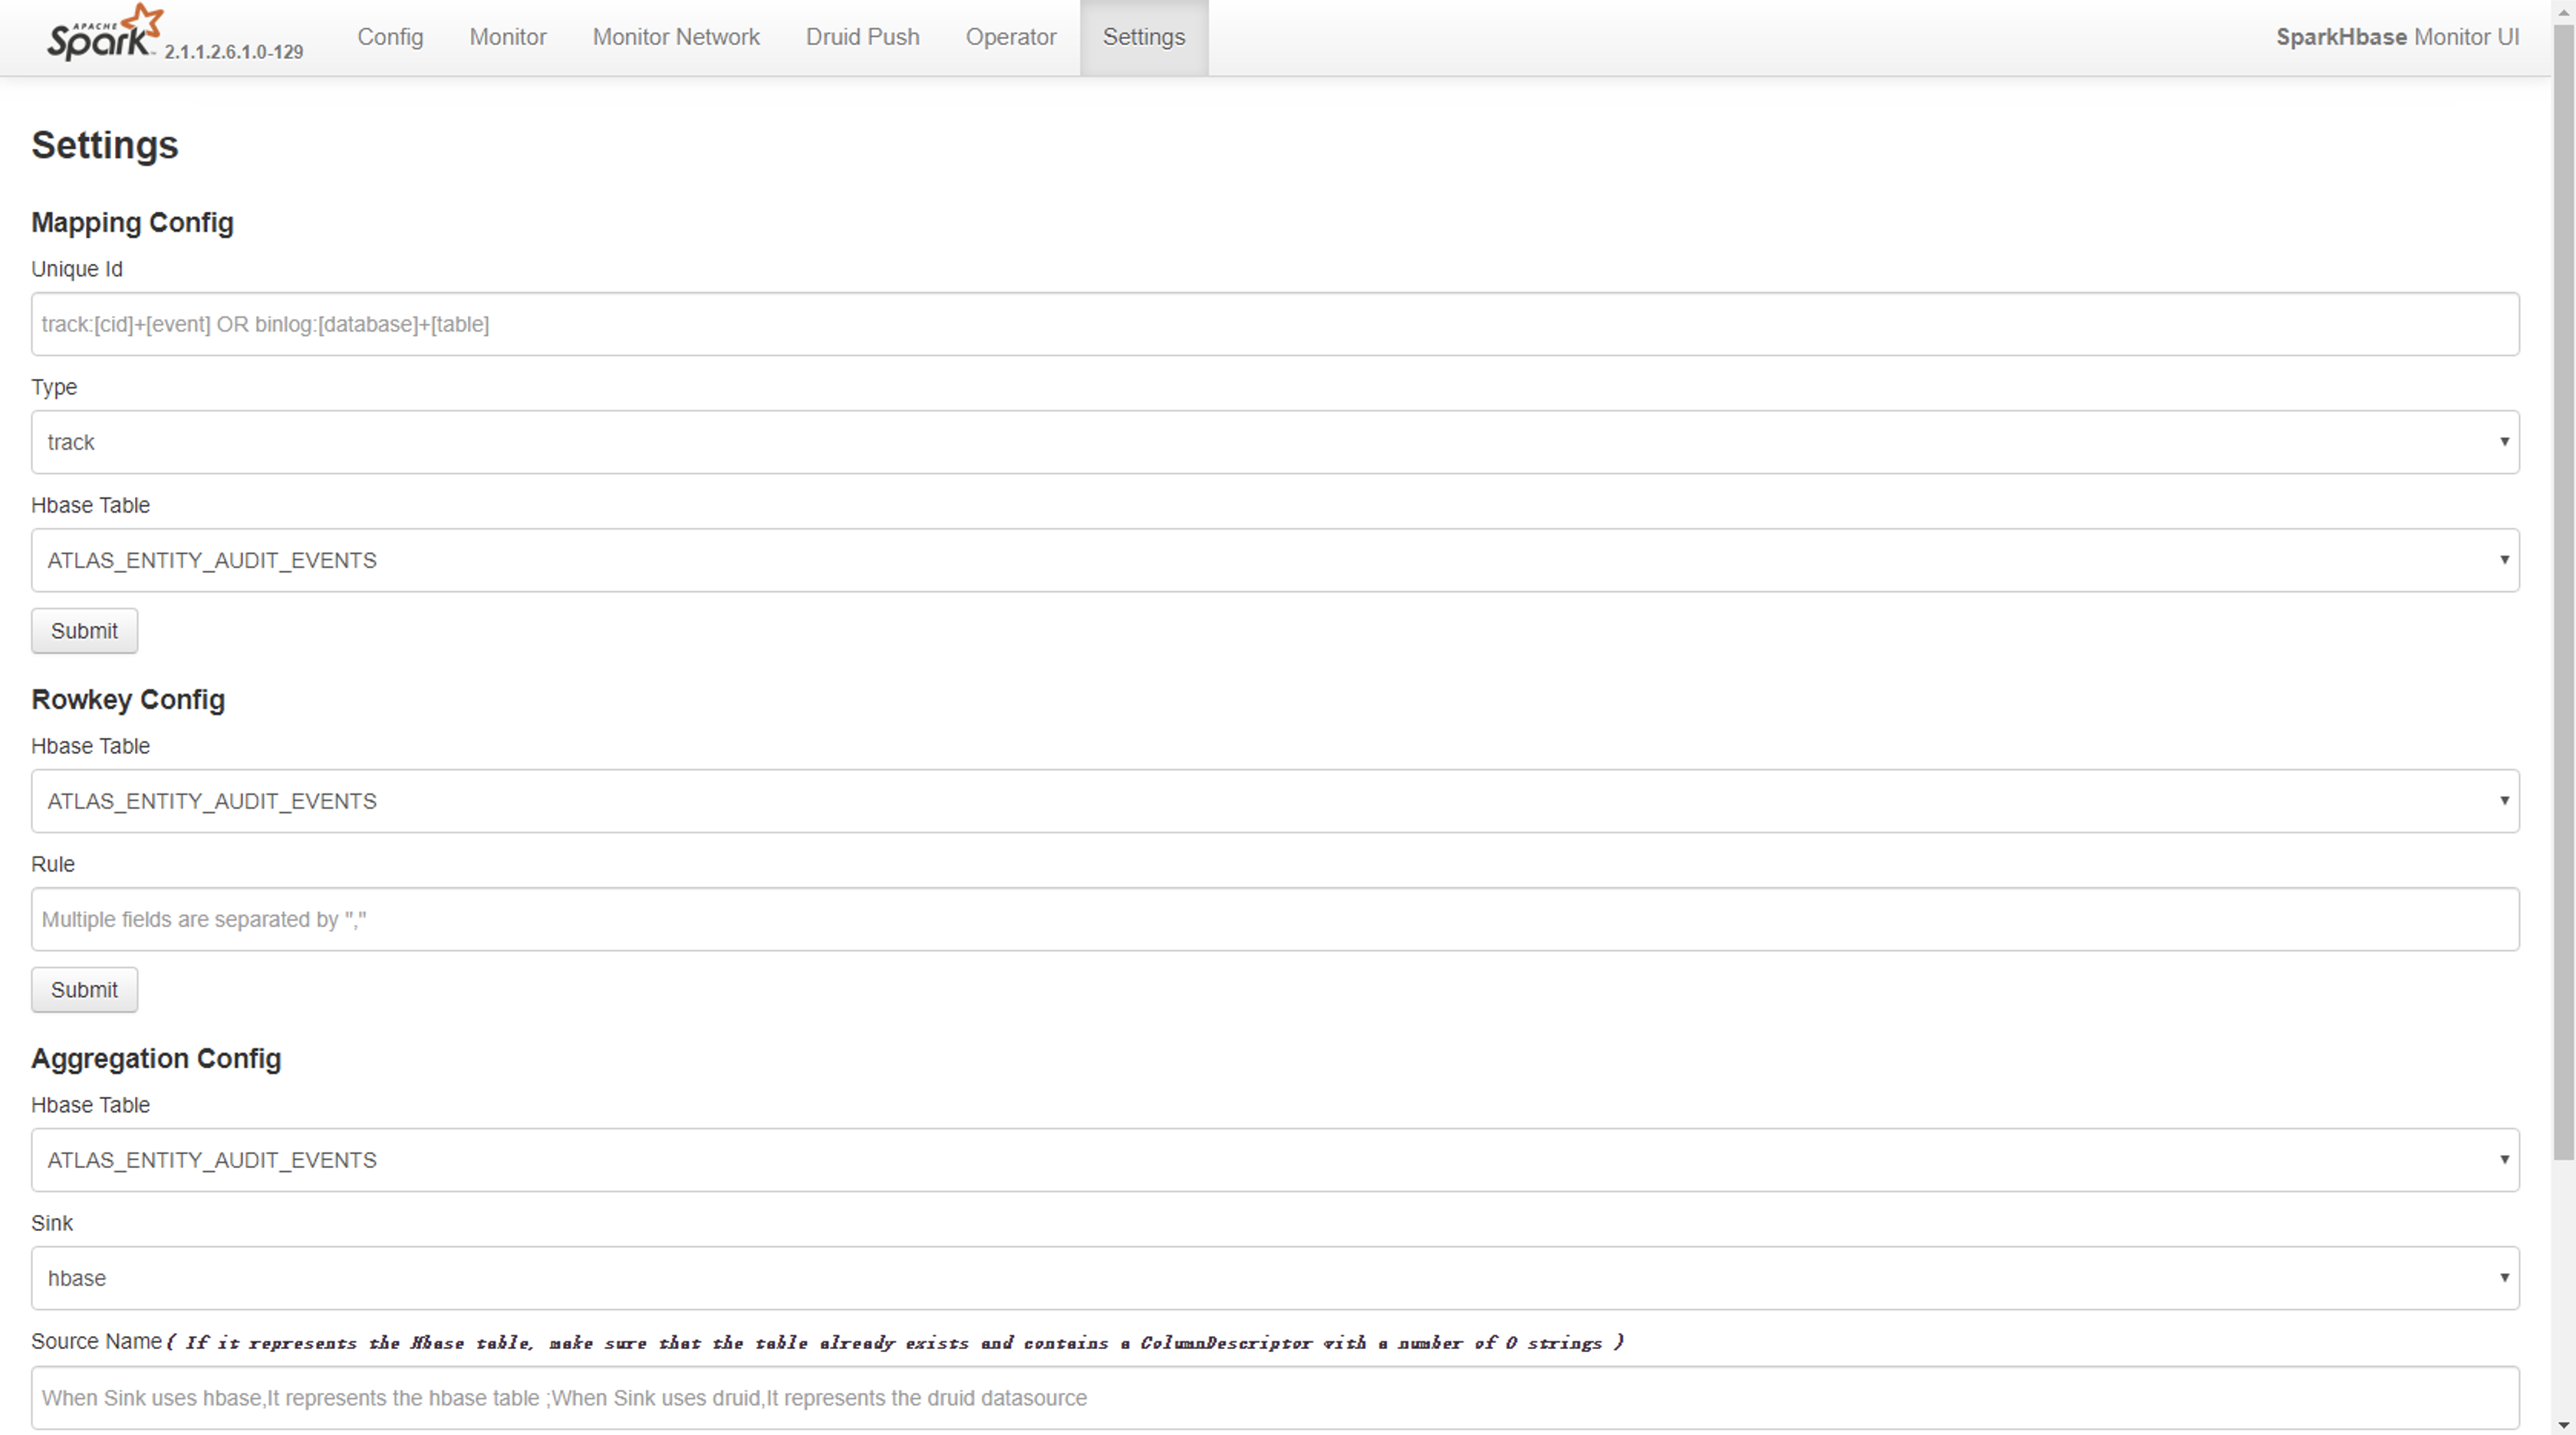 APACHE
Spark 2.1.1.2.6.1.0-129 Config Monitor Monitor Network Druid Push Operator Settings SparkHbase Monitor UI
Settings
Mapping Config
Unique Id
track:[cid]+[event] OR binlog:[database]+[table]
Type
track
Hbase Table
ATLAS_ENTITY_AUDIT_EVENTS
Submit
Rowkey Config
Hbase Table
ATLAS_ENTITY_AUDIT_EVENTS
Rule
Multiple fields are separated by ","
Submit
Aggregation Config
Hbase Table
ATLAS_ENTITY_AUDIT_EVENTS
Sink
hbase
Source Name ( If it represents the Hbase table, make sure that the table already exists and contains a ColumnDescriptor with a number of 0 strings )
When Sink uses hbase,It represents the hbase table ;When Sink uses druid,It represents the druid datasource